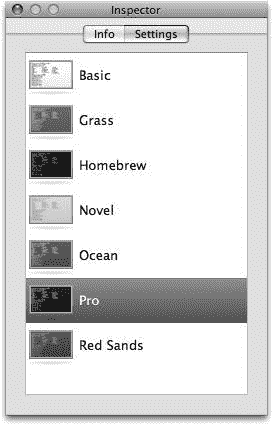 Inspector
Info Settings
Basic
Grass
Homebrew
Novel
Ocean
Pro
Red Sands